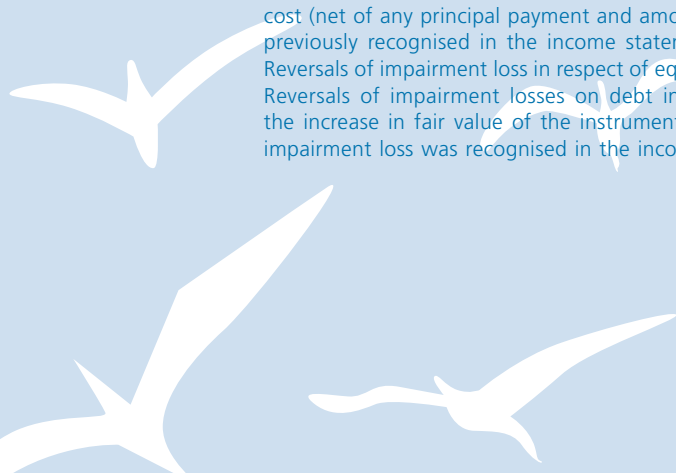 cost (net of any principal payment and amo
previously recognised in the income stater
Reversals of impairment loss in respect of eq
Reversals of impairment losses on debt in
the increase in fair value of the instrument
impairment loss was recognised in the inco